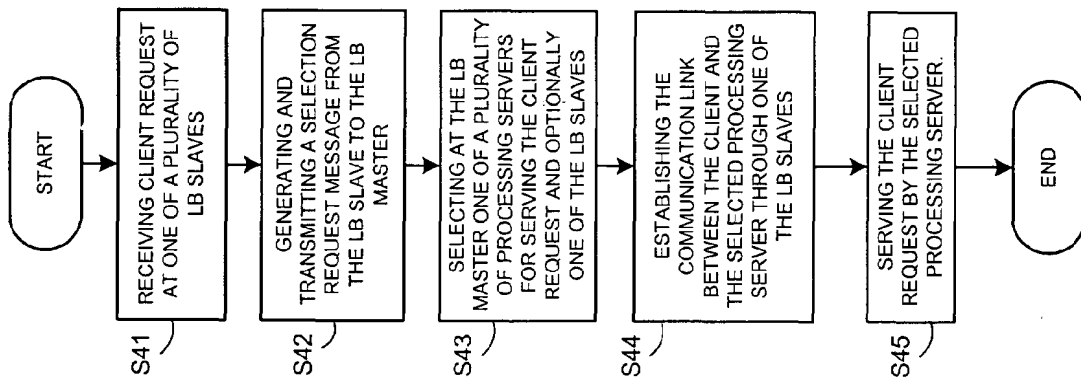 START
S41
RECEIVING CLIENT REQUEST
AT ONE OF A PLURALITY OF
LB SLAVES
S42
GENERATING AND
TRANSMITTING A SELECTION
REQUEST MESSAGE FROM
THE LB SLAVE TO THE LB
MASTER
S43
SELECTING AT THE LB
MASTER ONE OF A PLURALITY
OF PROCESSING SERVERS
FOR SERVING THE CLIENT
REQUEST AND OPTIONALLY
ONE OF THE LB SLAVES
S44
ESTABLISHING THE
COMMUNICATION LINK
BETWEEN THE CLIENT AND
THE SELECTED PROCESSING
SERVER THROUGH ONE OF
THE LB SLAVES
S45
SERVING THE CLIENT
REQUEST BY THE SELECTED
PROCESSING SERVER.
END